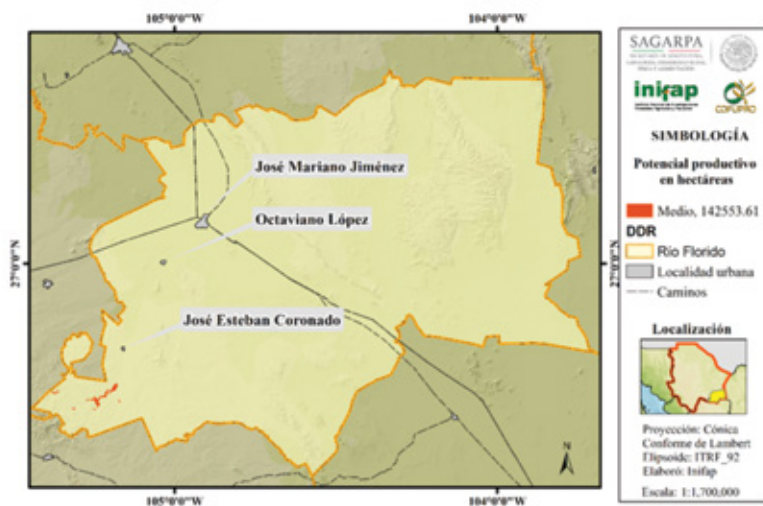 105°0'0"W
104°0'0"W
27°0'0"N
27°0'0"N
José Mariano Jiménez
Octaviano López
José Esteban Coronado
105°0'0"W
104°0'0"W
N
SAGARPA
inifap
COFUPRO
SIMBOLOGÍA
Potencial productivo
en hectáreas
Medio, 142553.61
DDR
Río Florido
Localidad urbana
Caminos
Localización
Proyección: Cónica
Conforme de Lambert
Elipsoide: ITRF_92
Elaboró: Inifap
Escala: 1:1,700,000